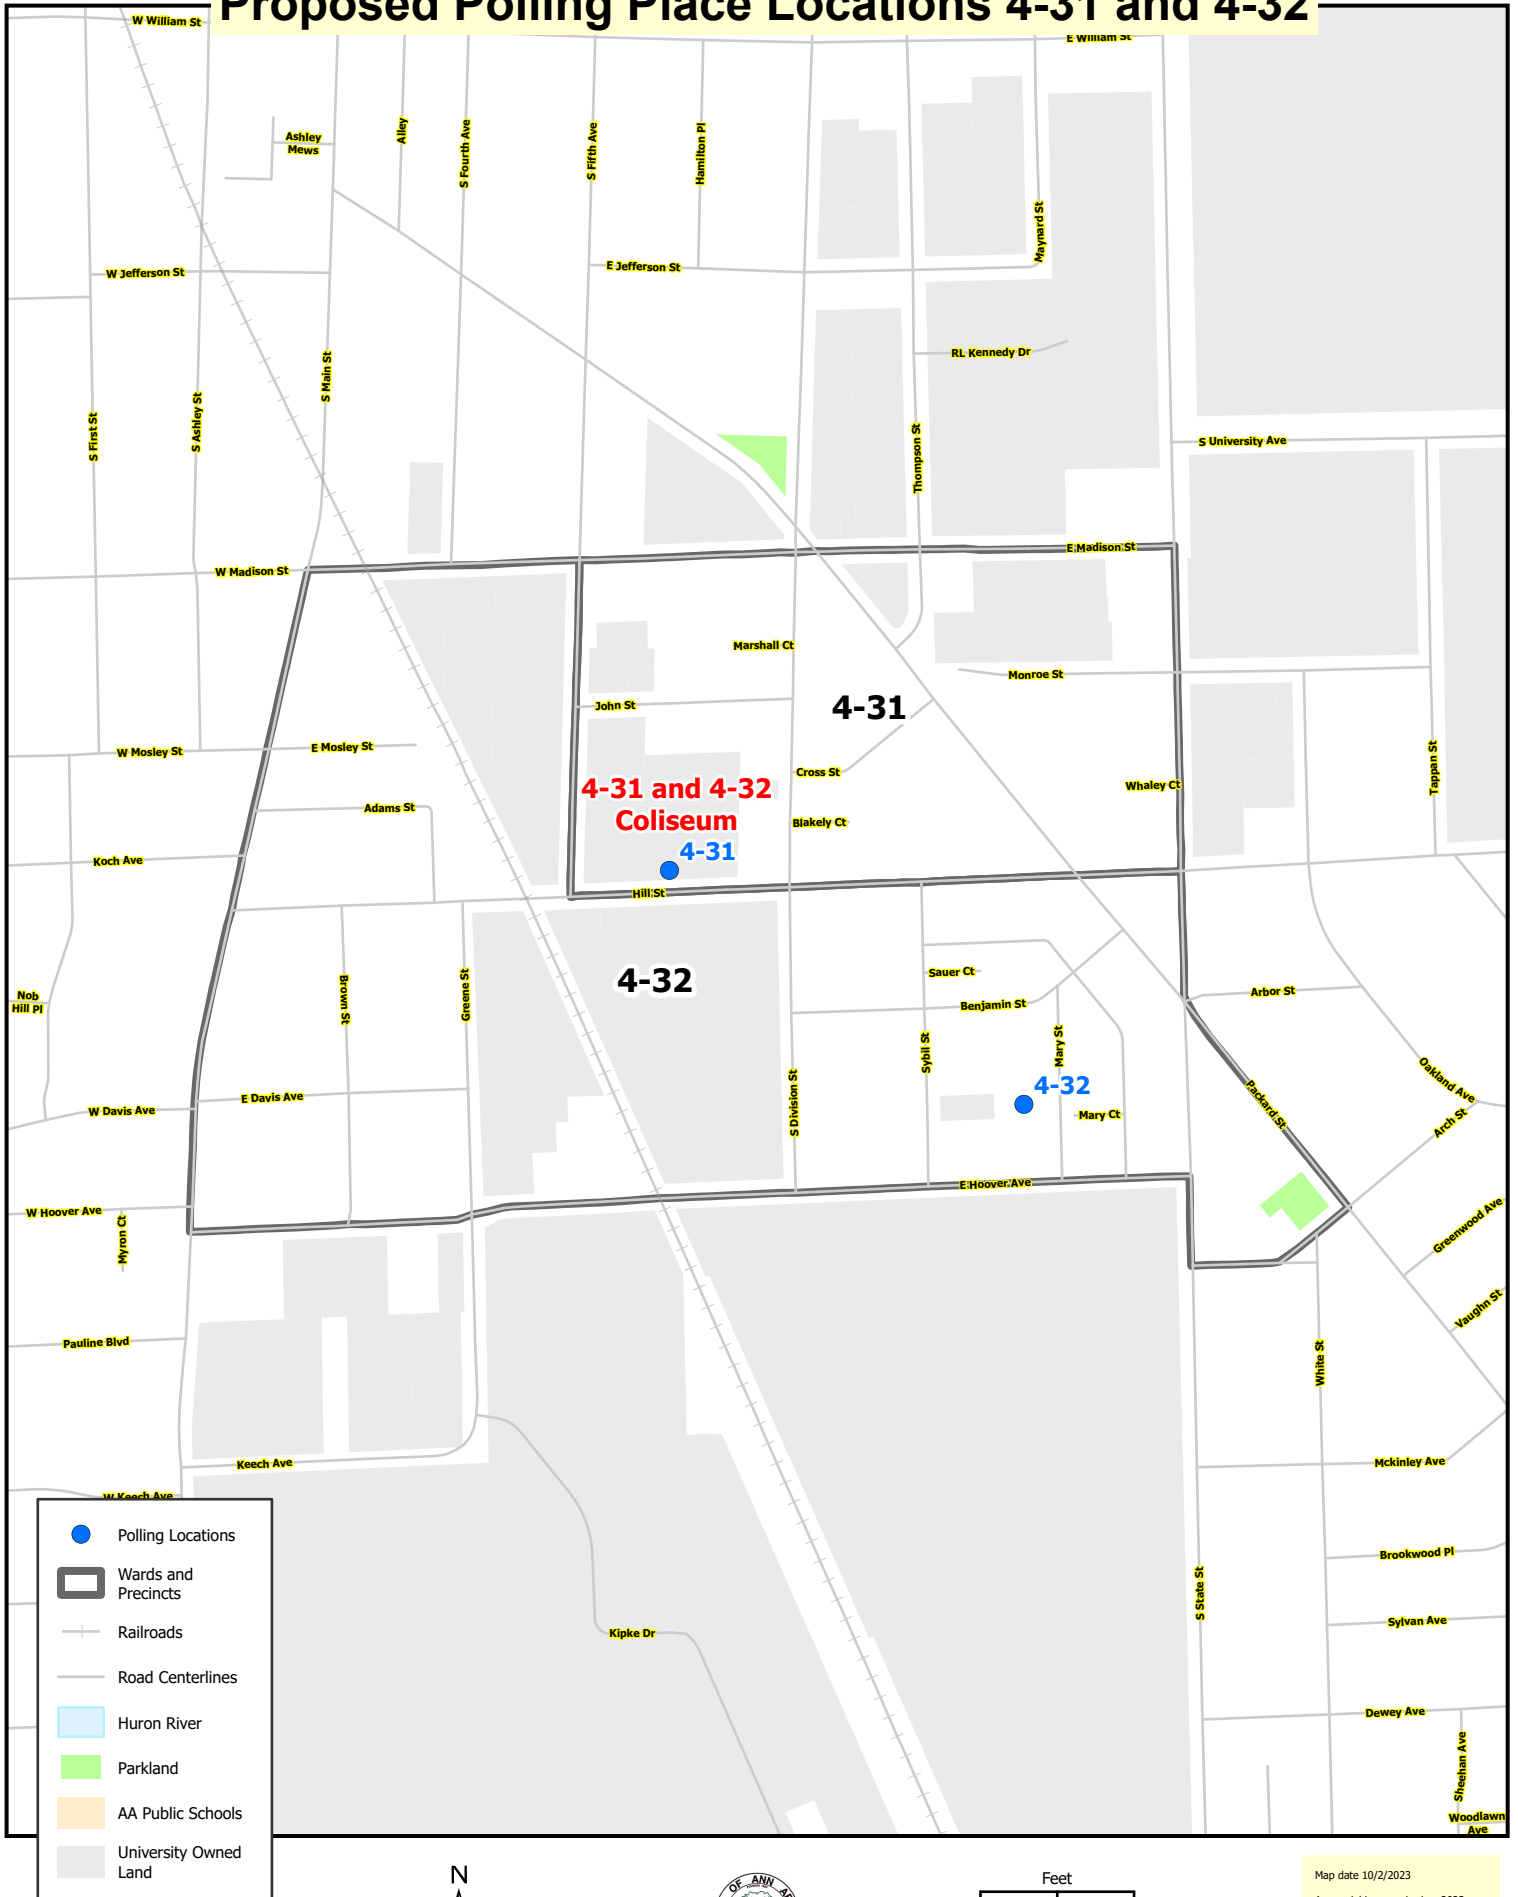 Proposed Polling Place Locations 4-31 and 4-32
W William St
E William St
Ashley
Mews
Alley
S Fourth Ave
S Fifth Ave
Hamilton Pl
Maynard St
W Jefferson St
E Jefferson St
RL Kennedy Dr
S First St
S Ashley St
S Main St
Thompson St
S University Ave
W Madison St
E Madison St
Marshall Ct
Monroe St
4-31
John St
W Mosley St
E Mosley St
Cross St
Tappan St
4-31 and 4-32
Coliseum
Whaley Ct
Adams St
Blakely Ct
4-31
Koch Ave
Hill St
4-32
Sauer Ct
Nob
Hill Pl
Brown St
Greene St
Benjamin St
Arbor St
Sybil St
Mary St
4-32
Oakland Ave
W Davis Ave
E Davis Ave
S Division St
Mary Ct
Packard St
Arch St
E Hoover Ave
W Hoover Ave
Myron Ct
Greenwood Ave
Vaughn St
Pauline Blvd
White St
Keech Ave
Mckinley Ave
W Keech Ave
Brookwood Pl
S State St
Sylvan Ave
Kipke Dr
Dewey Ave
Sheehan Ave
Woodlawn
Ave
Polling Locations
Wards and
Precincts
Railroads
Road Centerlines
Huron River
Parkland
AA Public Schools
University Owned
Land
N
OF ANN
Feet
Map date 10/2/2023